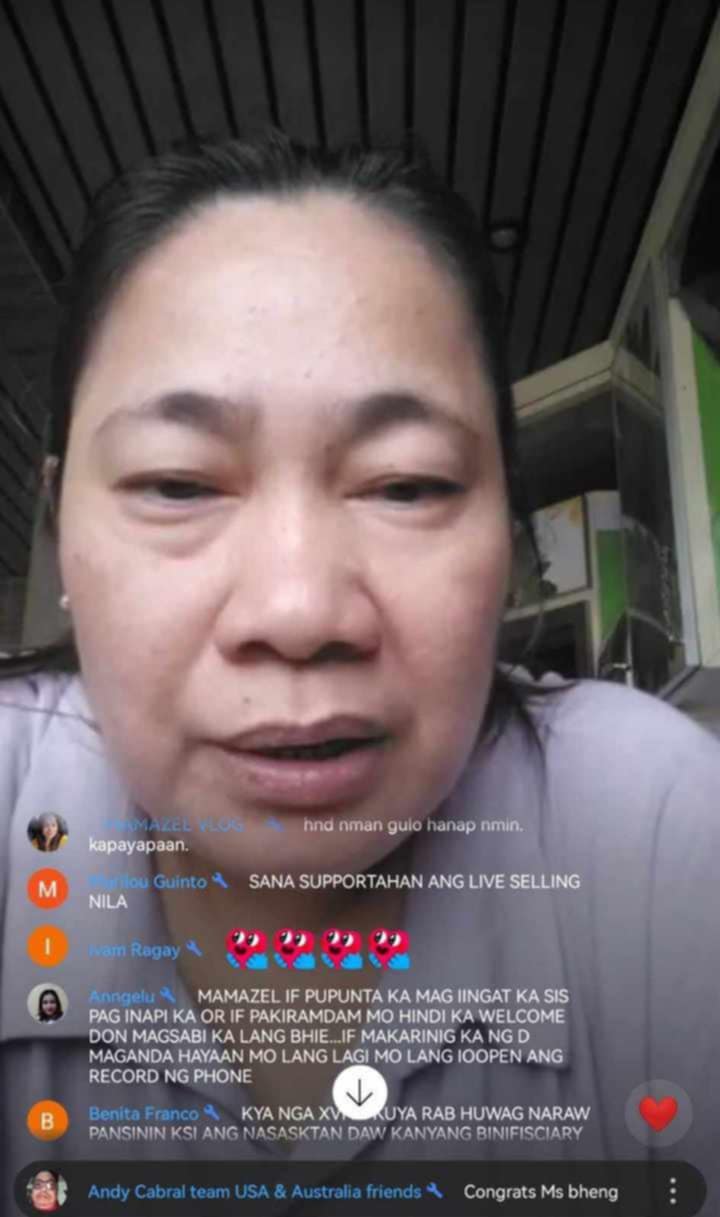 MAMAZEL VLOG hnd nman gulo hanap nmin.
kapayapaan.
M
Marilou Guinto SANA SUPPORTAHAN ANG LIVE SELLING
NILA
I
ivam Ragay
Anngelu MAMAZEL IF PUPUNTA KA MAG IINGAT KA SIS
PAG INAPI KA OR IF PAKIRAMDAM MO HINDI KA WELCOME
DON MAGSABI KA LANG BHIE...IF MAKARINIG KA NG D
MAGANDA HAYAAN MO LANG LAGI MO LANG IOOPEN ANG
RECORD NG PHONE
B
Benita Franco KYA NGA KUYA RAB HUWAG NARAW
PANSININ KSI ANG NASASKTAN DAW KANYANG BINIFISCIARY
Andy Cabral team USA & Australia friends Congrats Ms bheng